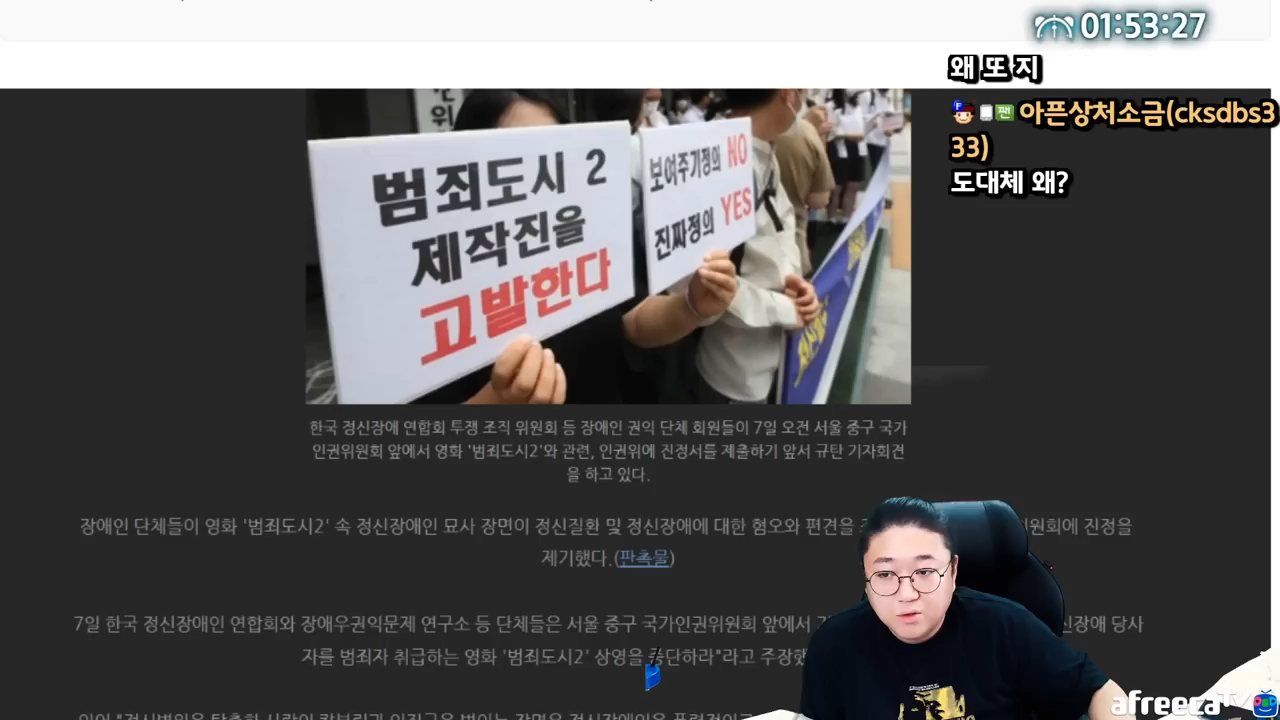 01:53:27
왜 또 지
아픈상처소금(cksdbs3
33)
도대체 왜?
범죄도시 2
제작진을
고발한다
보여주기정의 NO
진짜정의 YES
한국 정신장애 연합회 투쟁 조직 위원회 등 장애인 권익 단체 회원들이 7일 오전 서울 중구 국가
인권위원회 앞에서 영화 '범죄도시2'와 관련, 인권위에 진정서를 제출하기 앞서 규탄 기자회견
을 하고 있다.
장애인 단체들이 영화 '범죄도시2' 속 정신장애인 묘사 장면이 정신질환 및 정신장애에 대한 혐오와 편견을 위원회에 진정을
제기했다.(판촉물)
7일 한국 정신장애인 연합회와 장애우권익문제 연구소 등 단체들은 서울 중구 국가인권위원회 앞에서 정신장애 당사
자를 범죄자 취급하는 영화 '범죄도시2' 상영을 중단하라"라고
afreecaTV